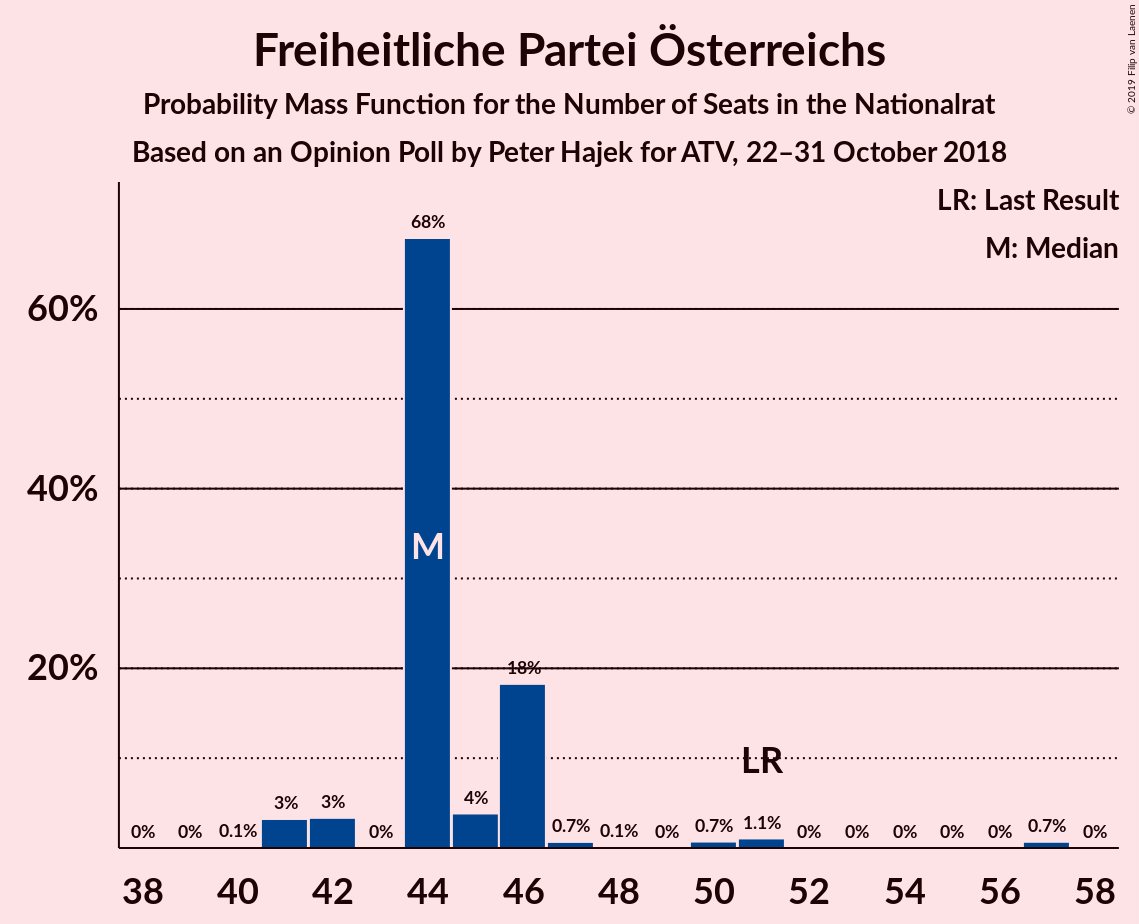 © 2019 Filip van Laenen
Freiheitliche Partei Österreichs
Probability Mass Function for the Number of Seats in the Nationalrat
Based on an Opinion Poll by Peter Hajek for ATV, 22–31 October 2018
LR: Last Result
M: Median
60%
40%
20%
0% 0% 0.1% 3% 3% 0% 68% 4% 18% 0.7% 0.1% 0% 0.7% 1.1% 0% 0% 0% 0% 0% 0.7% 0%
M
LR
38 40 42 44 46 48 50 52 54 56 58